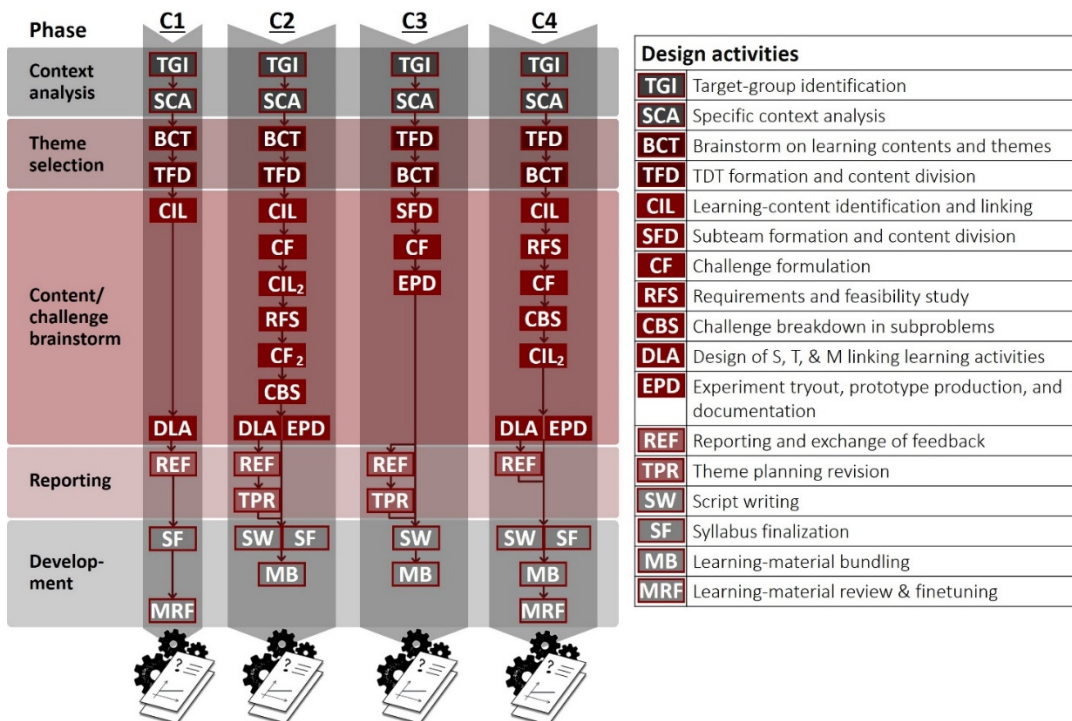 Phase C1 C2 C3 C4
Context
analysis
TGI TGI TGI TGI
SCA SCA SCA SCA
Theme
selection
BCT BCT TFD TFD
TFD TFD BCT BCT
Content/
challenge
brainstorm
CIL CIL SFD CIL
CF CF RFS
CIL₂ EPD CF
RFS CBS
CF₂ CIL₂
CBS
DLA DLA EPD DLA EPD
Reporting
REF REF REF REF
TPR TPR
Develop-
ment
SF SW SF SW SW SF
MB MB MB
MRF MRF
? ? ? ?
Design activities
TGI Target-group identification
SCA Specific context analysis
BCT Brainstorm on learning contents and themes
TFD TDT formation and content division
CIL Learning-content identification and linking
SFD Subteam formation and content division
CF Challenge formulation
RFS Requirements and feasibility study
CBS Challenge breakdown in subproblems
DLA Design of S, T, & M linking learning activities
EPD Experiment tryout, prototype production, and
documentation
REF Reporting and exchange of feedback
TPR Theme planning revision
SW Script writing
SF Syllabus finalization
MB Learning-material bundling
MRF Learning-material review & finetuning